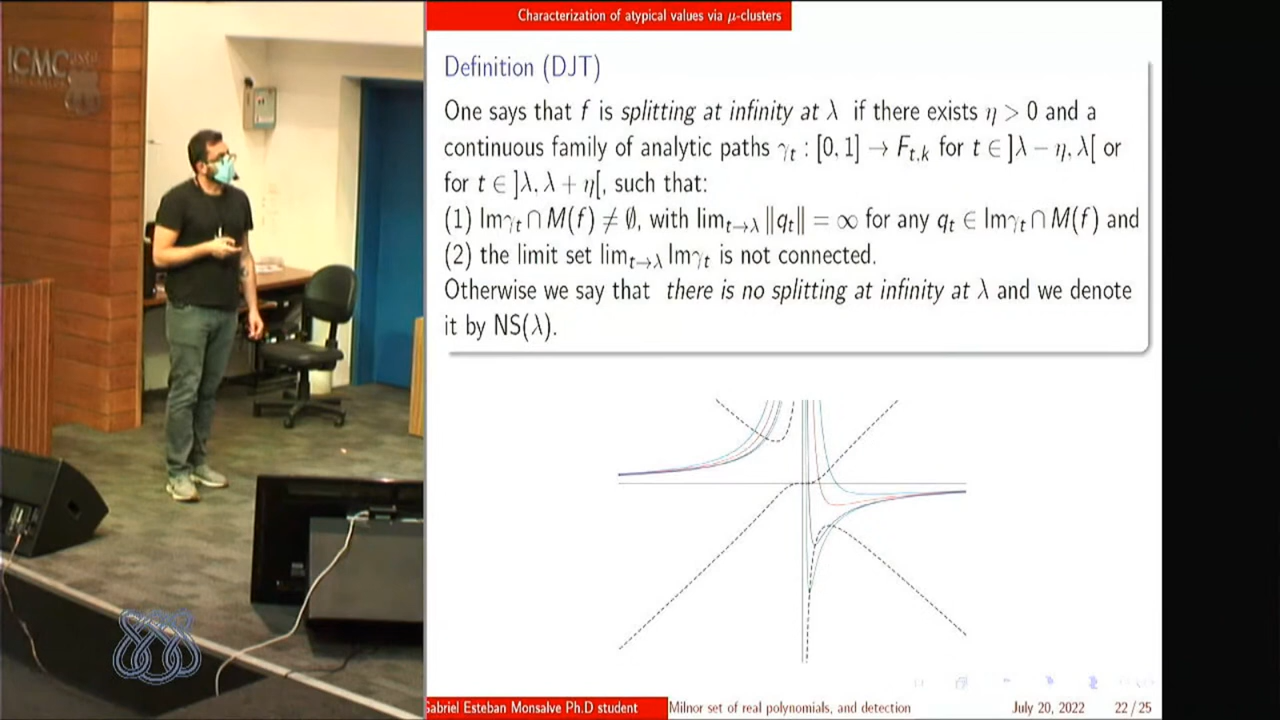 ICMC
Characterization of atypical values via μ-clusters
Definition (DJT)
One says that f is splitting at infinity at λ if there exists η > 0 and a
continuous family of analytic paths γ_t : [0, 1] → F_{t,k} for t ∈ ]λ − η, λ[ or
for t ∈ ]λ, λ + η[, such that:
(1) Imγ_t ∩ M(f) ≠ ∅, with lim_{t→λ} ‖q_t‖ = ∞ for any q_t ∈ Imγ_t ∩ M(f) and
(2) the limit set lim_{t→λ} Imγ_t is not connected.
Otherwise we say that there is no splitting at infinity at λ and we denote
it by NS(λ).
Gabriel Esteban Monsalve Ph.D student
Milnor set of real polynomials, and detection
July 20, 2022
22 / 25